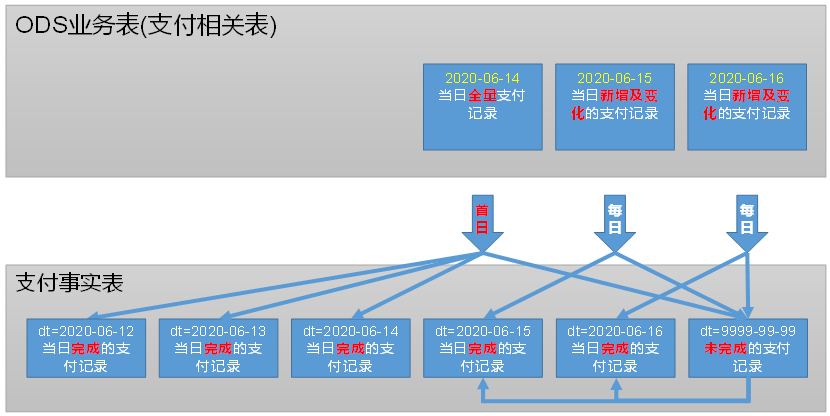 ODS业务表(支付相关表)
2020-06-14
当日全量支付
记录
2020-06-15
当日新增及变
化的支付记录
2020-06-16
当日新增及变
化的支付记录
首
日
每
日
每
日
支付事实表
dt=2020-06-12
当日完成的支
付记录
dt=2020-06-13
当日完成的支
付记录
dt=2020-06-14
当日完成的支
付记录
dt=2020-06-15
当日完成的支
付记录
dt=2020-06-16
当日完成的支
付记录
dt=9999-99-99
未完成的支付
记录